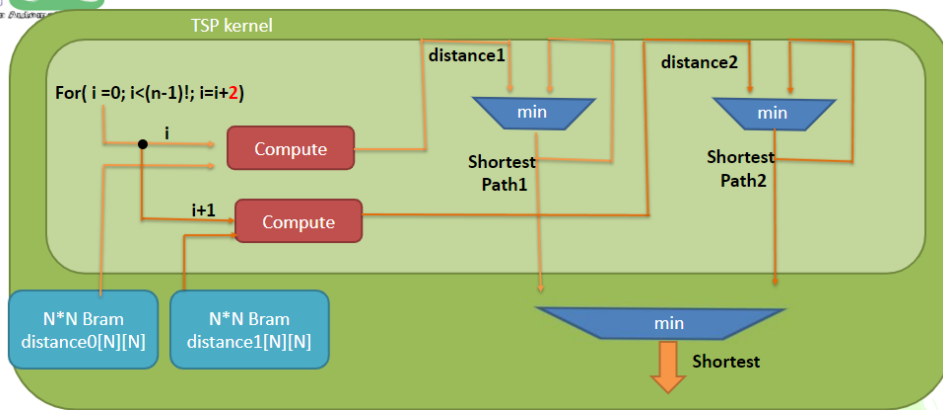 TSP kernel
For( i =0; i<(n-1)!; i=i+2)
i
Compute
i+1
Compute
N*N Bram
distance0[N][N]
N*N Bram
distance1[N][N]
distance1
min
Shortest
Path1
distance2
min
Shortest
Path2
min
Shortest